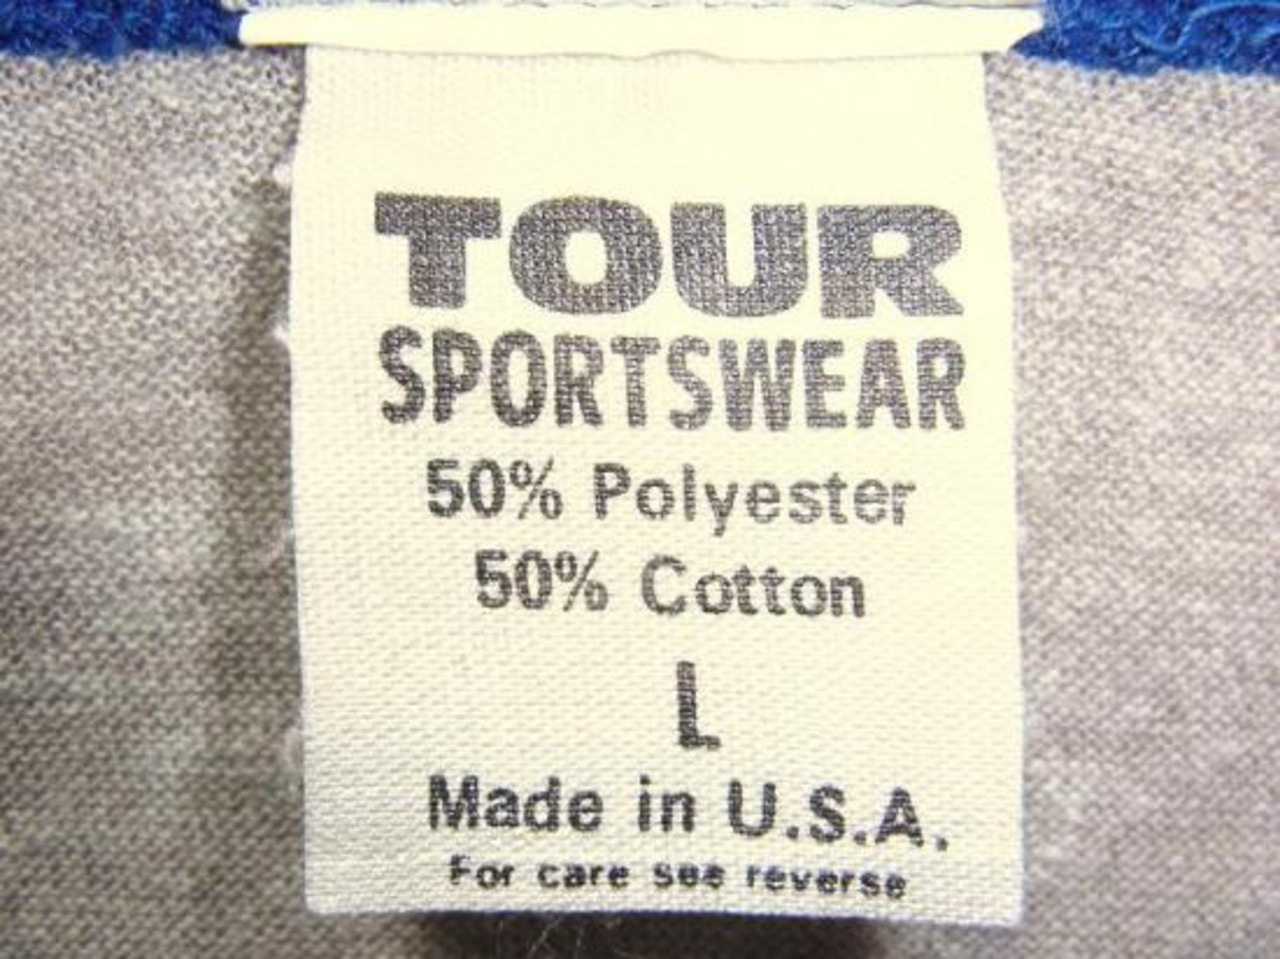 TOUR
SPORTSWEAR
50% Polyester
50% Cotton
L
Made in U.S.A.
For care see reverse